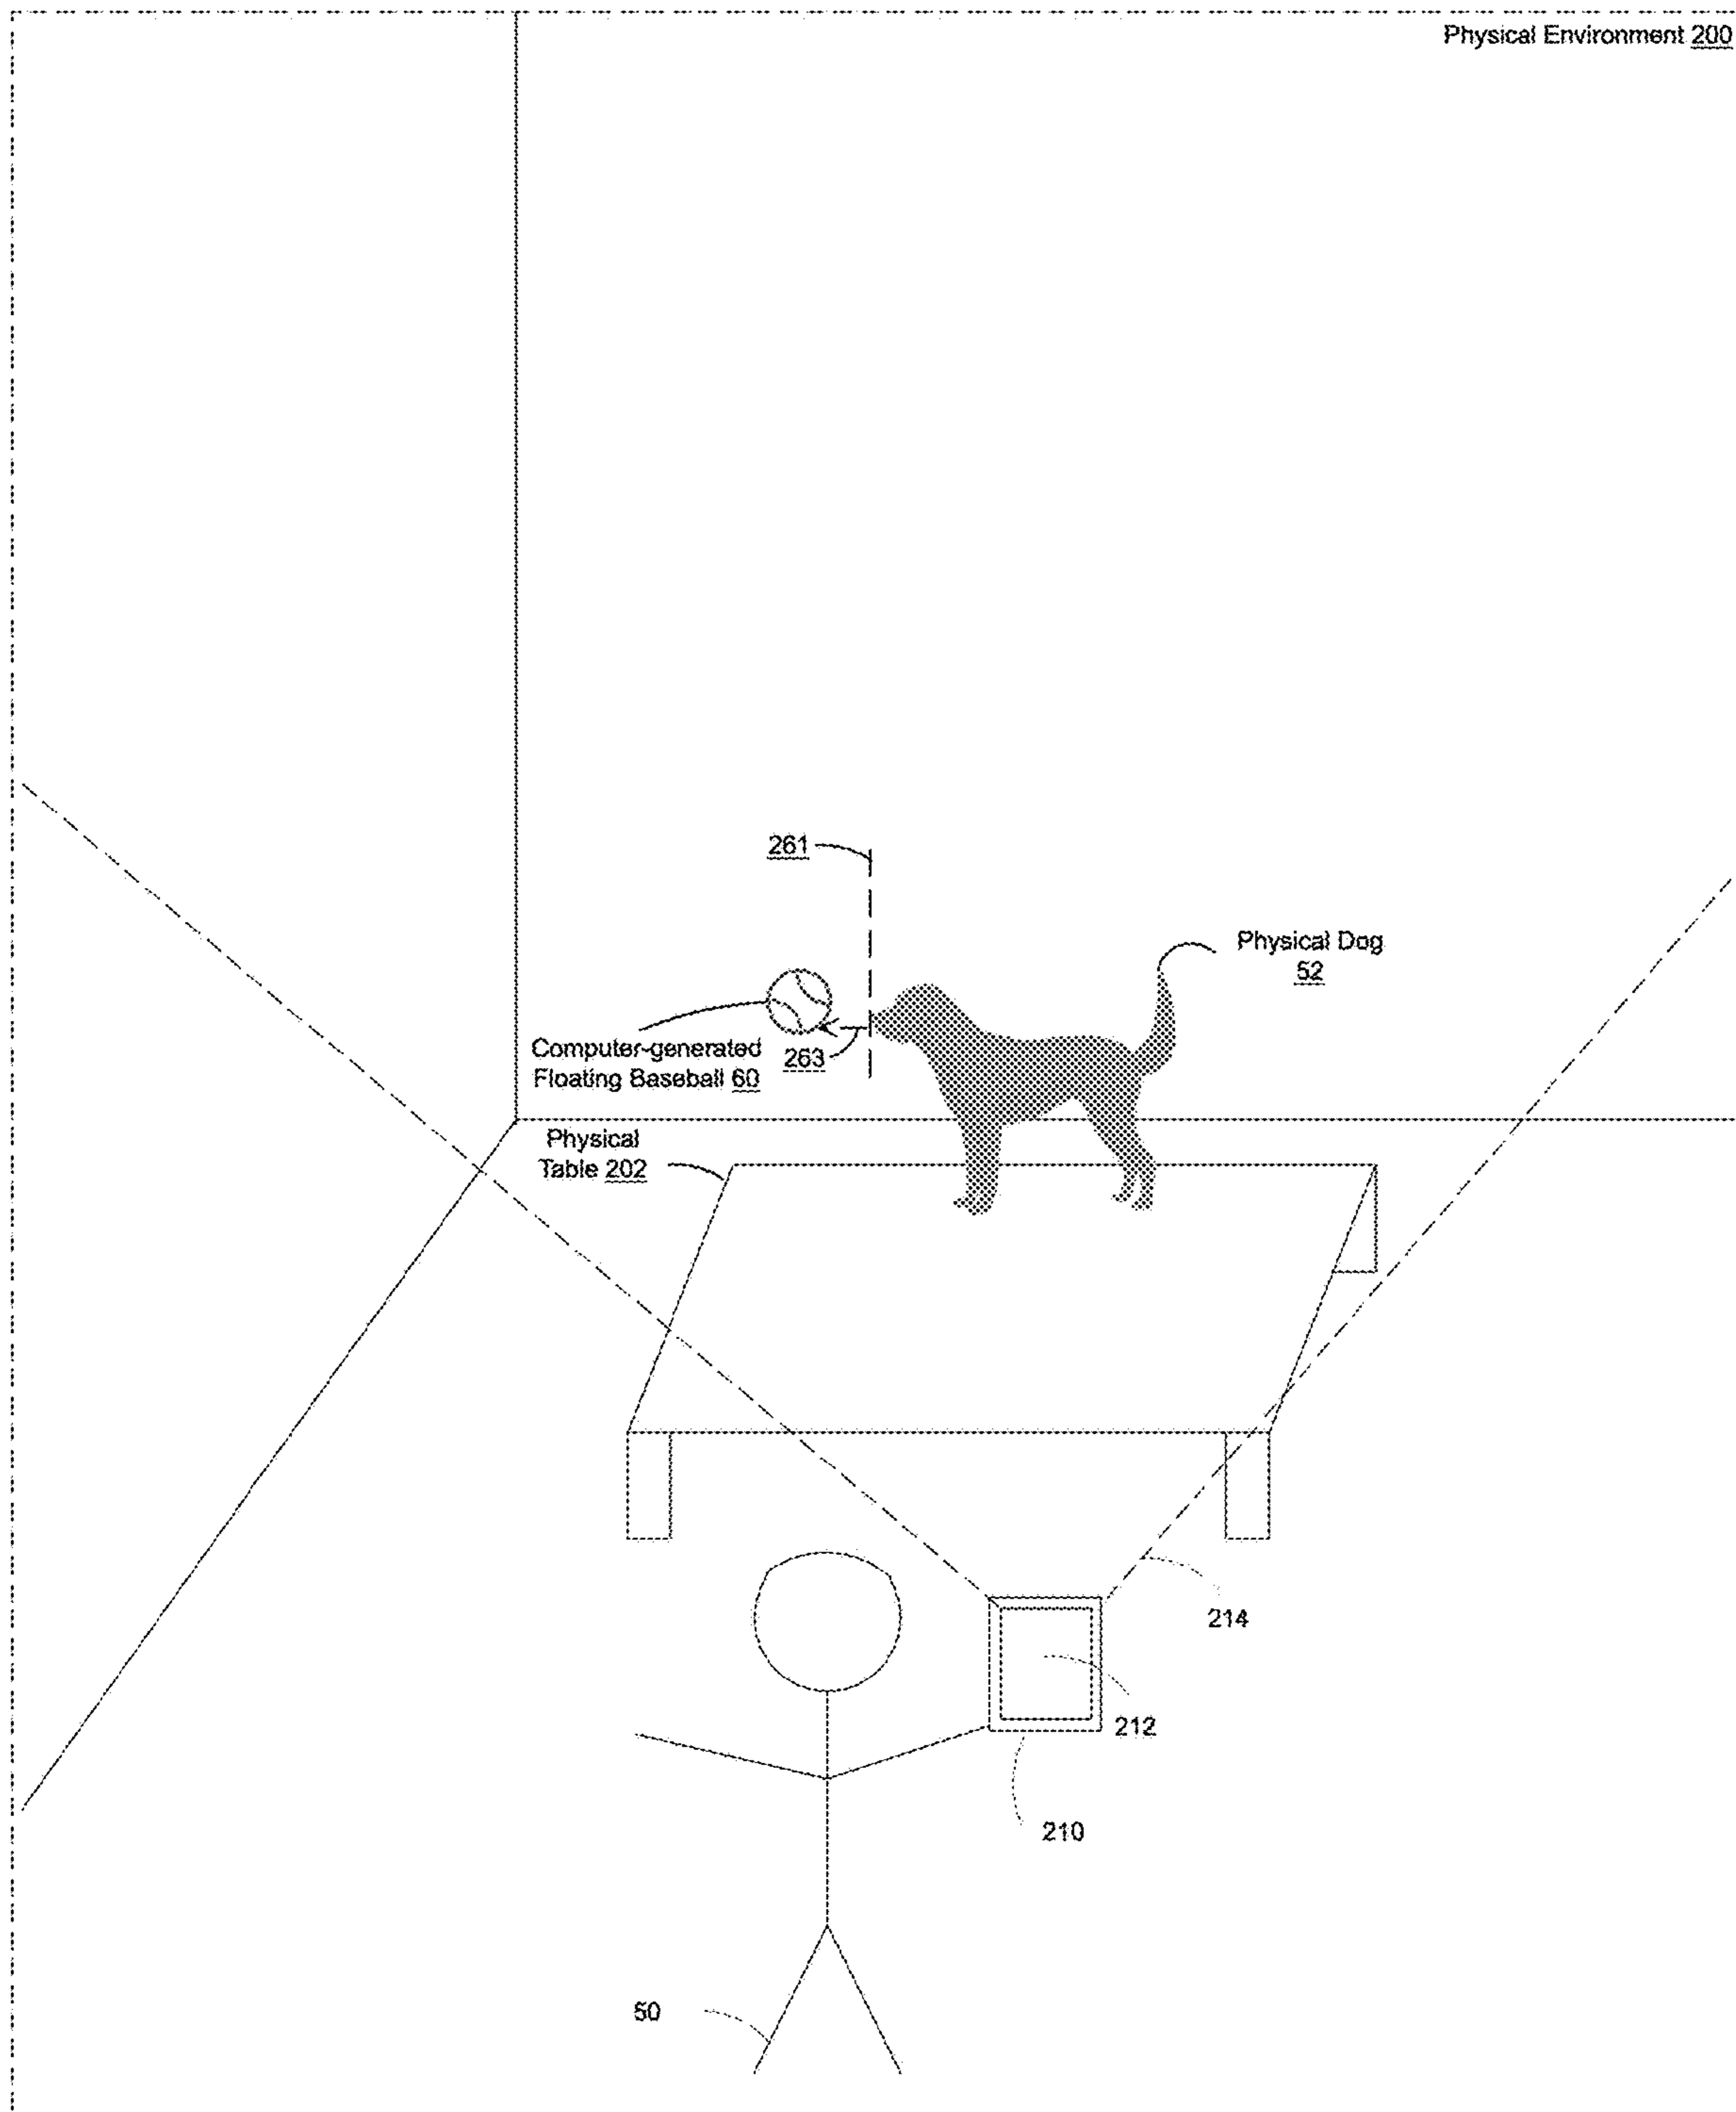 Physical Environment 200
261
Physical Dog
52
Computer-generated
Floating Baseball 60
263
Physical
Table 202
214
212
210
50